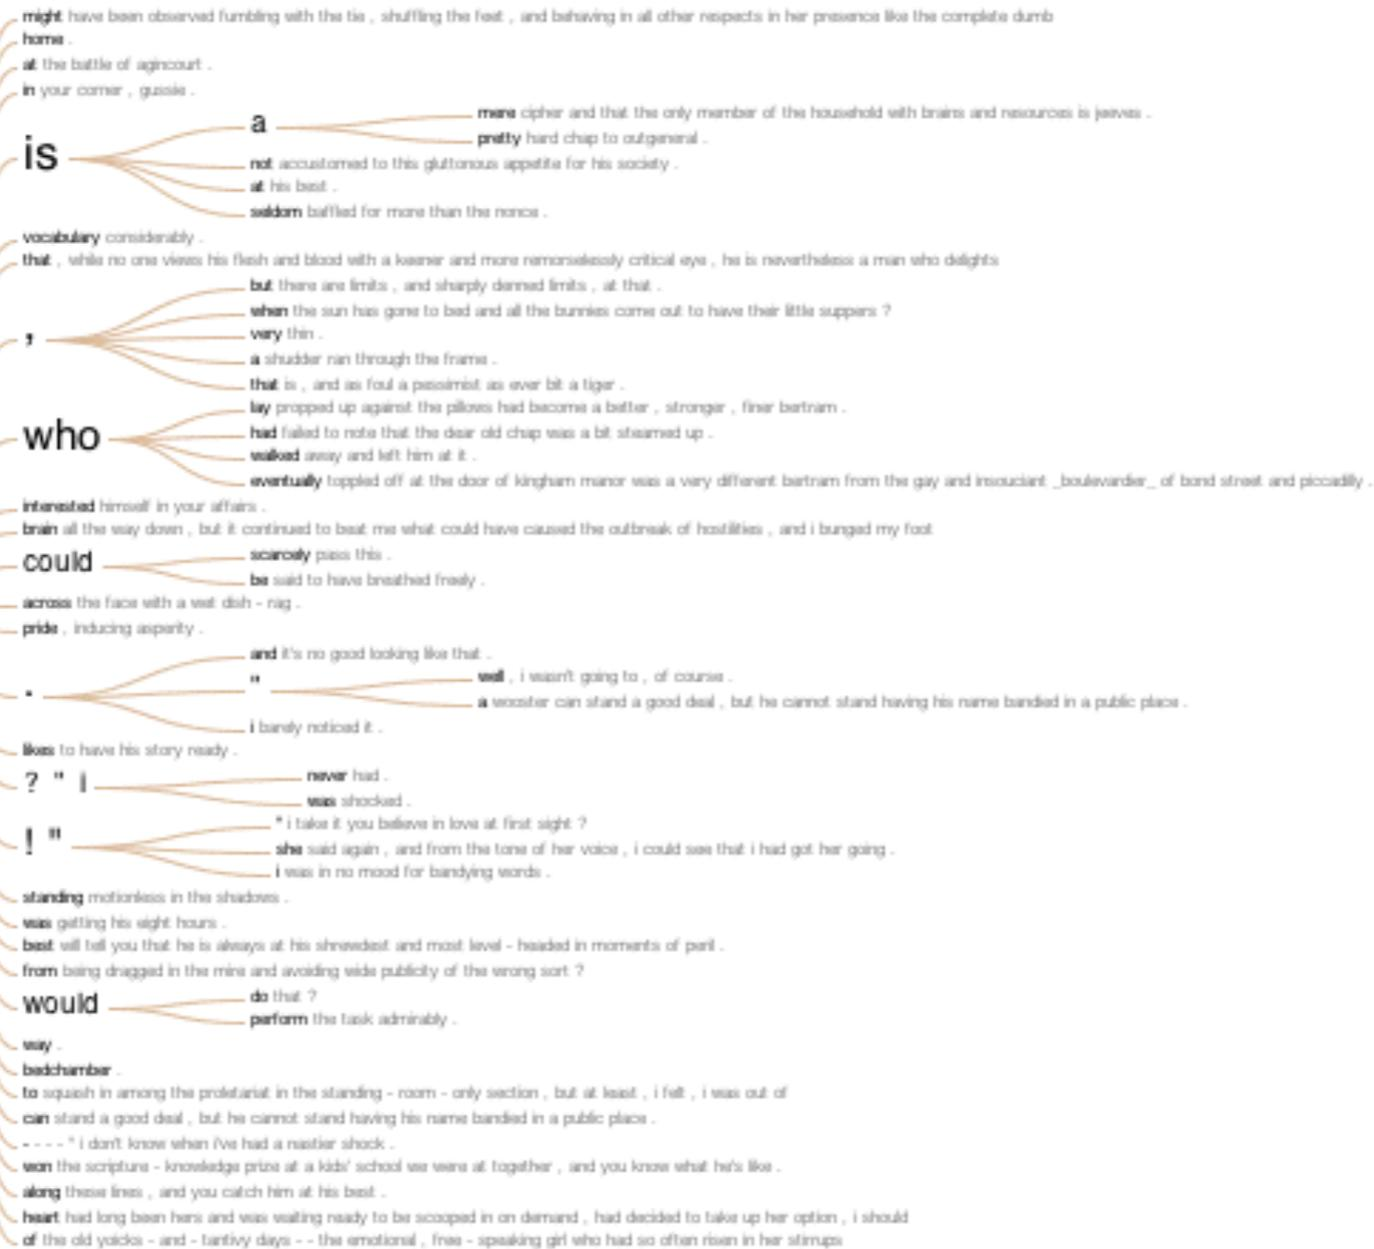 might have been observed fumbling with the tie , shuffling the feet , and behaving in all other respects in her presence like the complete dumb
home .
at the battle of agincourt .
in your corner , gussie .
is
a
mere cipher and that the only member of the household with brains and resources is jeeves .
pretty hard chap to outgeneral .
not accustomed to this gluttonous appetite for his society .
at his best .
seldom baffled for more than the nonce .
vocabulary considerably .
that , while no one views his flesh and blood with a keener and more remorselessly critical eye , he is nevertheless a man who delights
,
but there are limits , and sharply denned limits , at that .
when the sun has gone to bed and all the bunnies come out to have their little suppers ?
very thin .
a shudder ran through the frame .
that is , and as foul a pessimist as ever bit a tiger .
who
lay propped up against the pillows had become a better , stronger , finer bertram .
had failed to note that the dear old chap was a bit steamed up .
walked away and left him at it .
eventually toppled off at the door of kingham manor was a very different bertram from the gay and insouciant _boulevardier_ of bond street and piccadilly .
interested himself in your affairs .
brain all the way down , but it continued to beat me what could have caused the outbreak of hostilities , and i bunged my foot
could
scarcely pass this .
be said to have breathed freely .
across the face with a wet dish - rag .
pride , inducing asperity .
.
and it's no good looking like that .
"
well , i wasn't going to , of course .
a wooster can stand a good deal , but he cannot stand having his name bandied in a public place .
i barely noticed it .
likes to have his story ready .
? " i
never had .
was shocked .
! "
" i take it you believe in love at first sight ?
she said again , and from the tone of her voice , i could see that i had got her going .
i was in no mood for bandying words .
standing motionless in the shadows .
was getting his eight hours .
best will tell you that he is always at his shrewdest and most level - headed in moments of peril .
from being dragged in the mire and avoiding wide publicity of the wrong sort ?
would
do that ?
perform the task admirably .
way .
bedchamber .
to squash in among the proletariat in the standing - room - only section , but at least , i felt , i was out of
can stand a good deal , but he cannot stand having his name bandied in a public place .
- - - - " i don't know when i've had a nastier shock .
won the scripture - knowledge prize at a kids' school we were at together , and you know what he's like .
along these lines , and you catch him at his best .
heart had long been hers and was waiting ready to be scooped in on demand , had decided to take up her option , i should
of the old yoicks - and - tantivy days - - the emotional , free - speaking girl who had so often risen in her stirrups